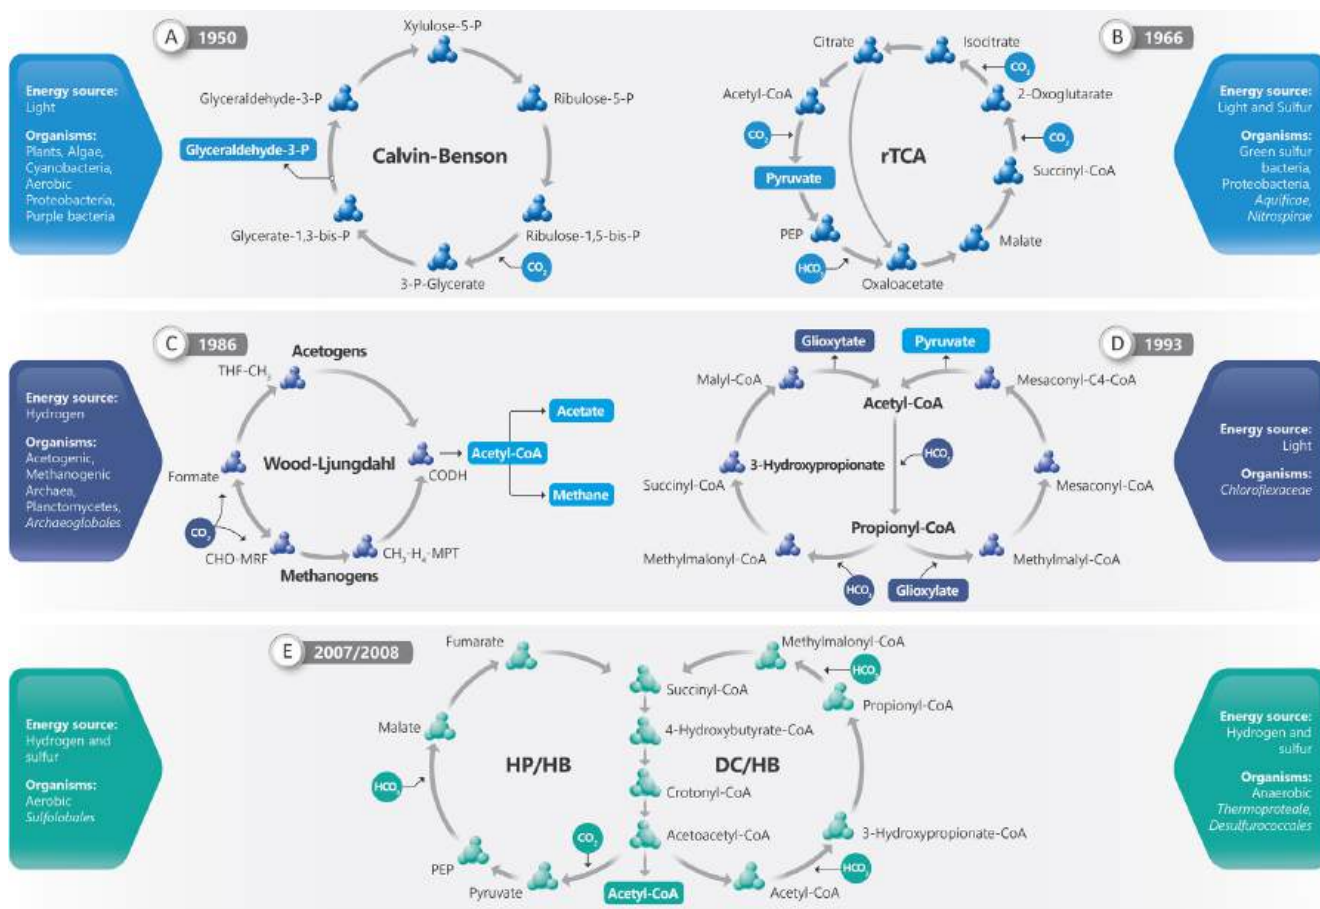 A 1950
Energy source:
Light
Organisms:
Plants, Algae,
Cyanobacteria,
Aerobic
Proteobacteria,
Purple bacteria
Xylulose-5-P
Glyceraldehyde-3-P
Ribulose-5-P
Glyceraldehyde-3-P
Calvin-Benson
Glycerate-1,3-bis-P
Ribulose-1,5-bis-P
CO₂
3-P-Glycerate
B 1966
Energy source:
Light and Sulfur
Organisms:
Green sulfur
bacteria,
Proteobacteria,
Aquificae,
Nitrospirae
Citrate
Isocitrate
CO₂
Acetyl-CoA
2-Oxoglutarate
CO₂
CO₂
rTCA
Pyruvate
Succinyl-CoA
PEP
Malate
HCO₃
Oxaloacetate
C 1986
Energy source:
Hydrogen
Organisms:
Acetogenic,
Methanogenic
Archaea,
Planctomycetes,
Archaeoglobales
Acetogens
THF-CH₃
Acetate
Wood-Ljungdahl
Acetyl-CoA
Formate
CODH
Methane
CO₂
CHO-MRF
CH₃-H₄-MPT
Methanogens
D 1993
Energy source:
Light
Organisms:
Chloroflexaceae
Glioxytate
Pyruvate
Malyl-CoA
Mesaconyl-C4-CoA
Acetyl-CoA
HCO₃
3-Hydroxypropionate
Succinyl-CoA
Mesaconyl-CoA
Propionyl-CoA
Methylmalonyl-CoA
Methylmalyl-CoA
HCO₃
Glioxylate
E 2007/2008
Energy source:
Hydrogen and
sulfur
Organisms:
Aerobic
Sulfolobales
Fumarate
Methylmalonyl-CoA
HCO₃
Succinyl-CoA
Propionyl-CoA
Malate
4-Hydroxybutyrate-CoA
HP/HB
DC/HB
HCO₃
Crotonyl-CoA
CO₂
Acetoacetyl-CoA
3-Hydroxypropionate-CoA
PEP
HCO₃
Pyruvate
Acetyl-CoA
Acetyl-CoA
Energy source:
Hydrogen and
sulfur
Organisms:
Anaerobic
Thermoproteale,
Desulfurococcales